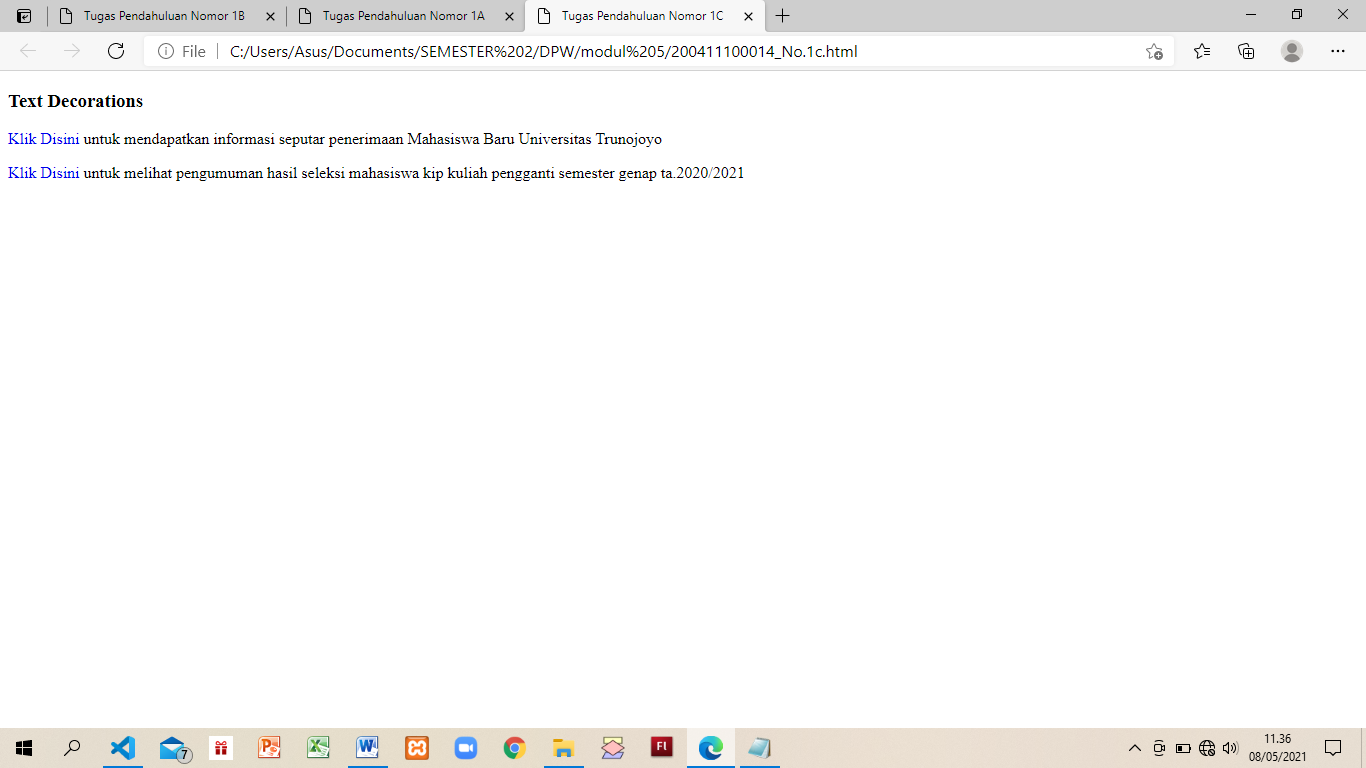 Tugas Pendahuluan Nomor 1B
Tugas Pendahuluan Nomor 1A
Tugas Pendahuluan Nomor 1C
File
C:/Users/Asus/Documents/SEMESTER%202/DPW/modul%205/200411100014_No.1c.html
Text Decorations
Klik Disini untuk mendapatkan informasi seputar penerimaan Mahasiswa Baru Universitas Trunojoyo
Klik Disini untuk melihat pengumuman hasil seleksi mahasiswa kip kuliah pengganti semester genap ta.2020/2021
7
Fl
11.36
08/05/2021